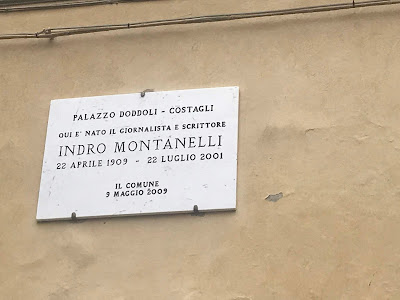 PALAZZO DODDOLI - COSTAGLI
QUI E' NATO IL GIORNALISTA E SCRITTORE
INDRO MONTANELLI
22 APRILE 1909 - 22 LUGLIO 2001
IL COMUNE
9 MAGGIO 2009